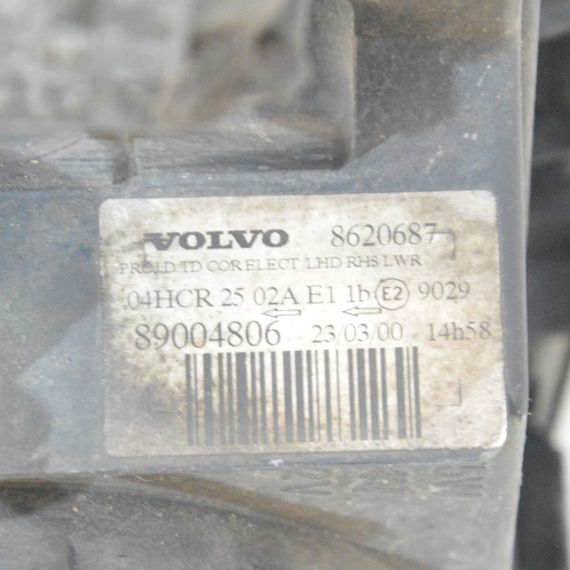 VOLVO 8620687
PROJ.D TD COR ELECT /LHD RHS LWR
.04HCR 25 02A E1 1b E2 9029
89004806 23/03/00 14h58